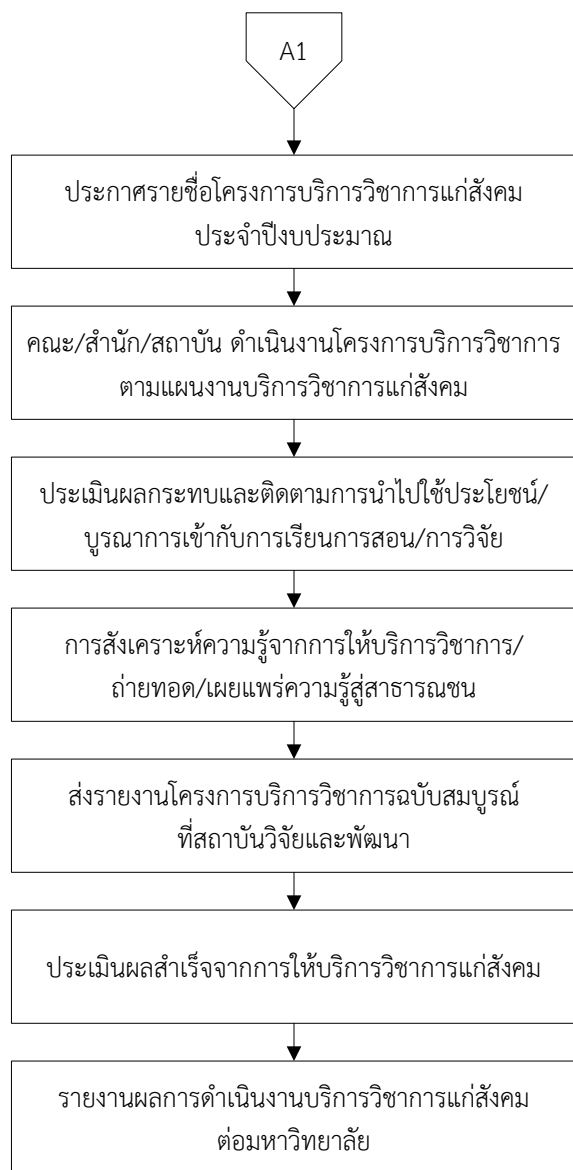 A1
ประกาศรายชื่อโครงการบริการวิชาการแก่สังคม
ประจำปีงบประมาณ
คณะ/สำนัก/สถาบัน ดำเนินงานโครงการบริการวิชาการ
ตามแผนงานบริการวิชาการแก่สังคม
ประเมินผลกระทบและติดตามการนำไปใช้ประโยชน์/
บูรณาการเข้ากับการเรียนการสอน/การวิจัย
การสังเคราะห์ความรู้จากการให้บริการวิชาการ/
ถ่ายทอด/เผยแพร่ความรู้สู่สาธารณชน
ส่งรายงานโครงการบริการวิชาการฉบับสมบูรณ์
ที่สถาบันวิจัยและพัฒนา
ประเมินผลสำเร็จจากการให้บริการวิชาการแก่สังคม
รายงานผลการดำเนินงานบริการวิชาการแก่สังคม
ต่อมหาวิทยาลัย